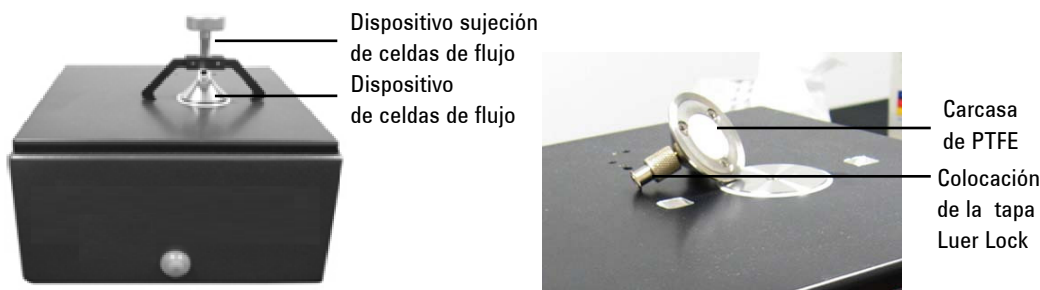 Dispositivo sujeción
de celdas de flujo
Dispositivo
de celdas de flujo
Carcasa
de PTFE
Colocación
de la tapa
Luer Lock